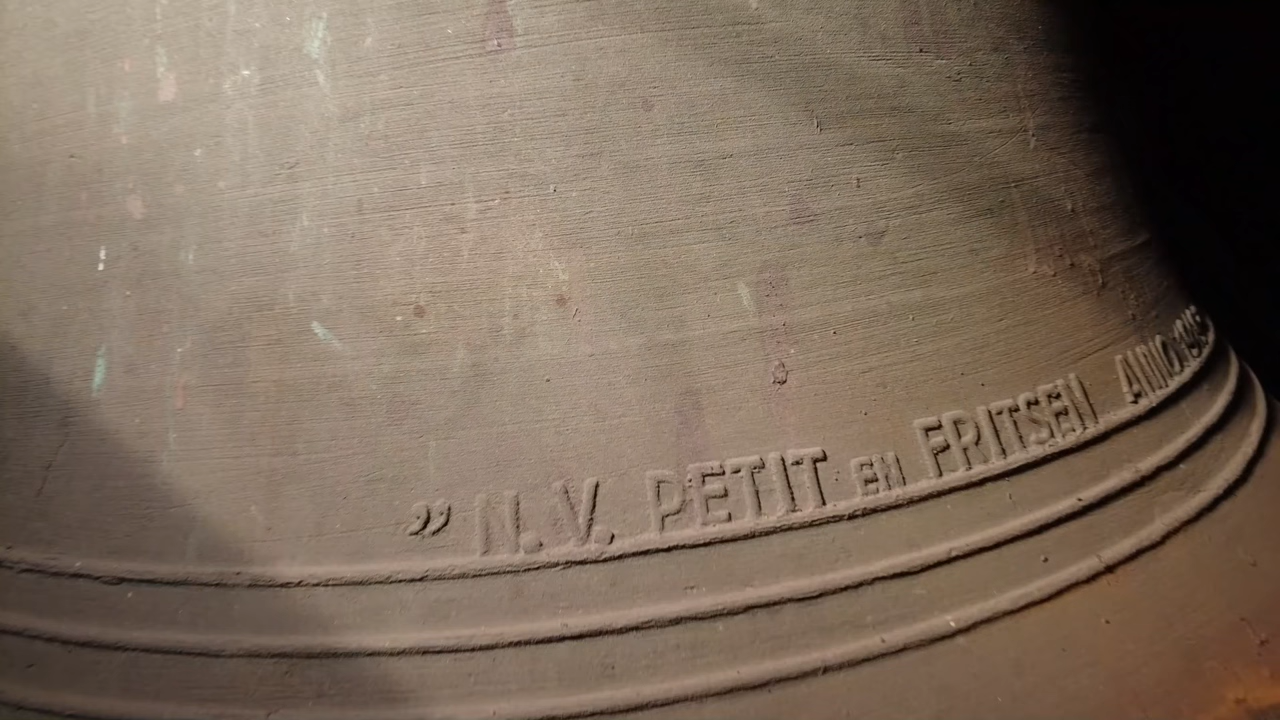 „ N.V. PETIT EN FRITSEN ANNO